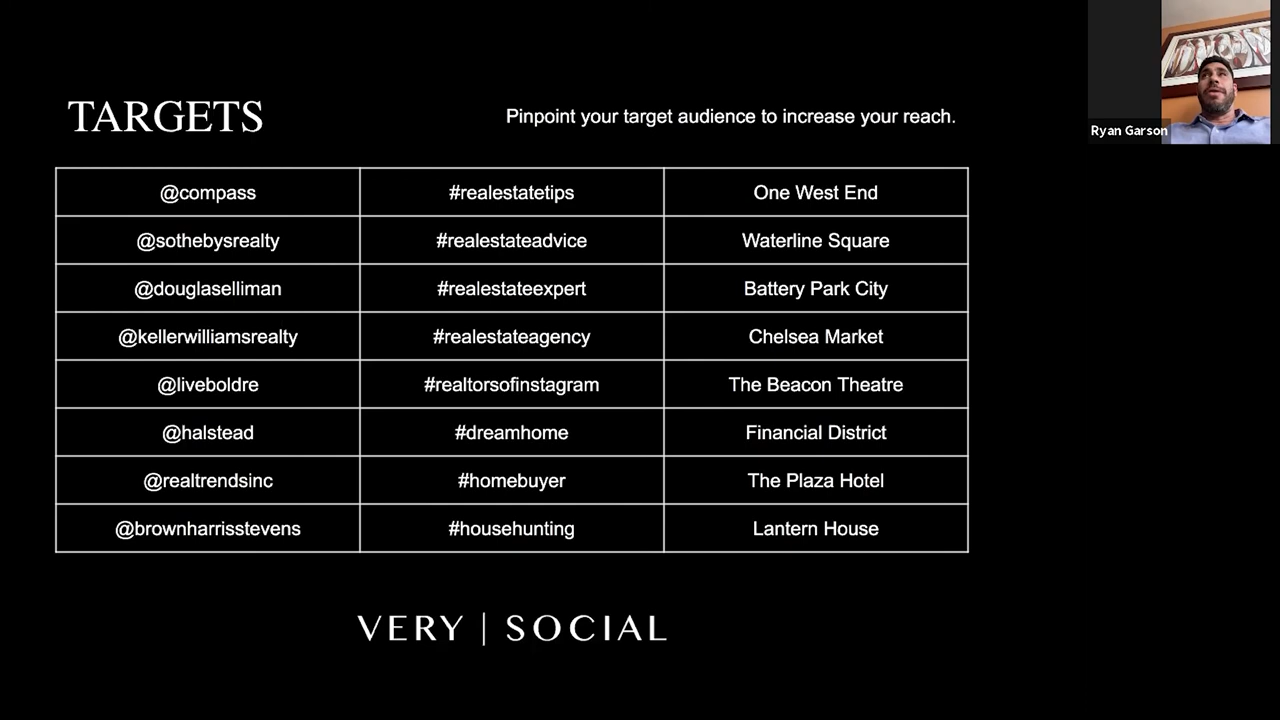 TARGETS
Pinpoint your target audience to increase your reach.
@compass #realestatetips One West End
@sothebysrealty #realestateadvice Waterline Square
@douglaselliman #realestateexpert Battery Park City
@kellerwilliamsrealty #realestateagency Chelsea Market
@liveboldre #realtorsofinstagram The Beacon Theatre
@halstead #dreamhome Financial District
@realtrendsinc #homebuyer The Plaza Hotel
@brownharrisstevens #househunting Lantern House
VERY | SOCIAL
Ryan Garson